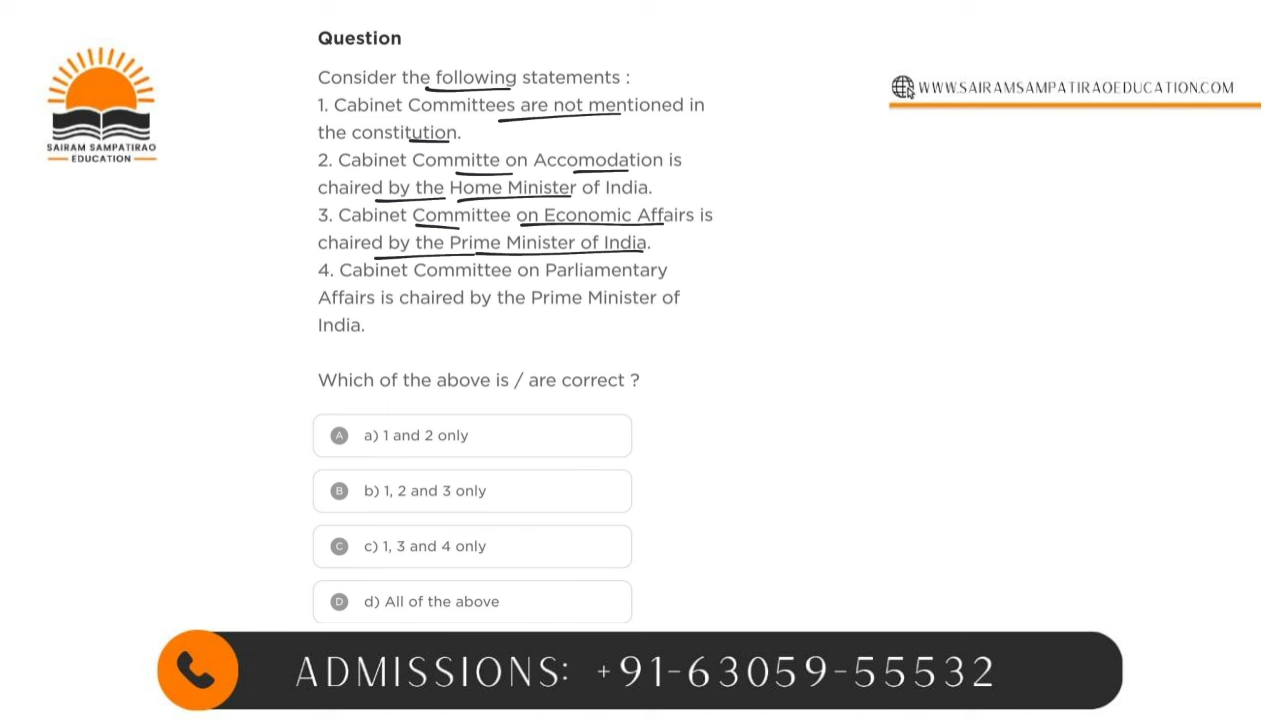 Question
Consider the following statements :
1. Cabinet Committees are not mentioned in
the constitution.
2. Cabinet Committe on Accomodation is
chaired by the Home Minister of India.
3. Cabinet Committee on Economic Affairs is
chaired by the Prime Minister of India.
4. Cabinet Committee on Parliamentary
Affairs is chaired by the Prime Minister of
India.
Which of the above is / are correct ?
A a) 1 and 2 only
B b) 1, 2 and 3 only
C c) 1, 3 and 4 only
D d) All of the above
SAIRAM SAMPATIRAO
EDUCATION
WWW.SAIRAMSAMPATIRAOEDUCATION.COM
ADMISSIONS: +91-63059-55532